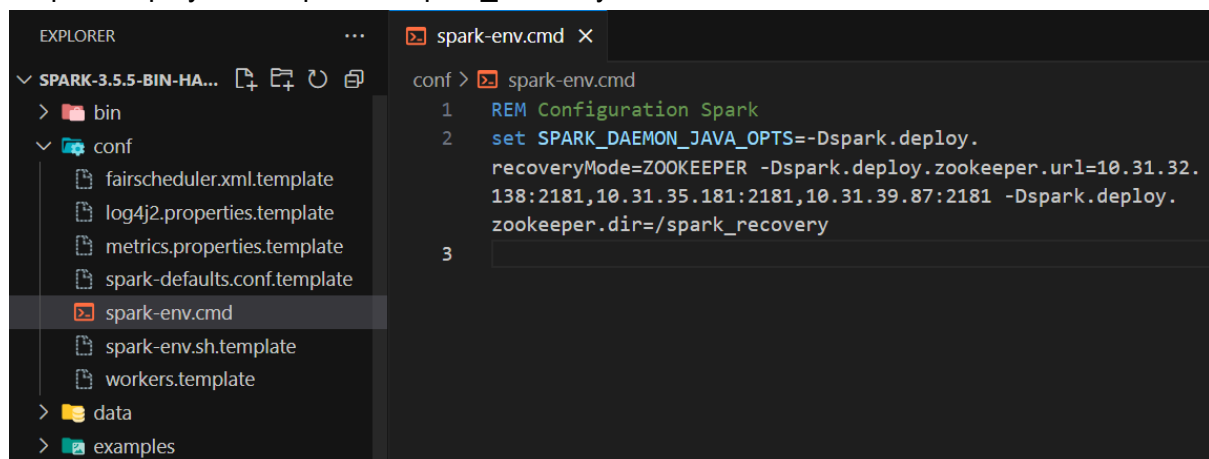 EXPLORER ...
spark-env.cmd
SPARK-3.5.5-BIN-HA...
conf > spark-env.cmd
bin
conf
fairscheduler.xml.template
log4j2.properties.template
metrics.properties.template
spark-defaults.conf.template
spark-env.cmd
spark-env.sh.template
workers.template
data
examples
1 REM Configuration Spark
2 set SPARK_DAEMON_JAVA_OPTS=-Dspark.deploy.
recoveryMode=ZOOKEEPER -Dspark.deploy.zookeeper.url=10.31.32.
138:2181,10.31.35.181:2181,10.31.39.87:2181 -Dspark.deploy.
zookeeper.dir=/spark_recovery
3